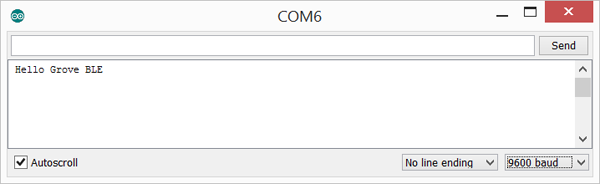 COM6
Send
Hello Grove BLE
Autoscroll
No line ending
9600 baud